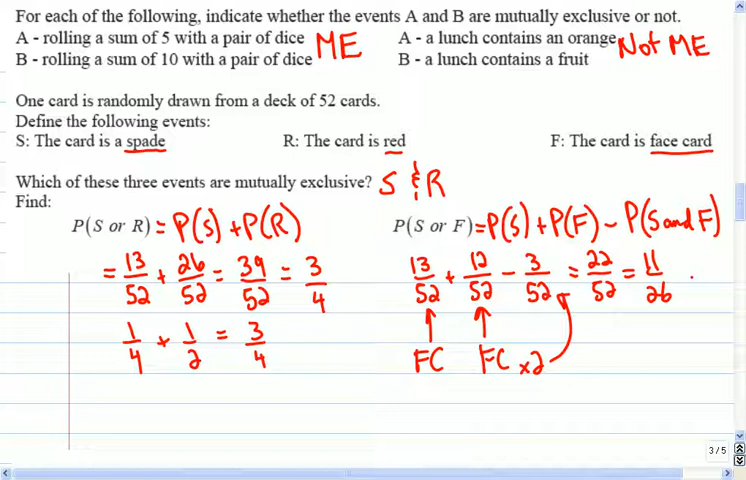 For each of the following, indicate whether the events A and B are mutually exclusive or not.
A - rolling a sum of 5 with a pair of dice ME A - a lunch contains an orange Not ME
B - rolling a sum of 10 with a pair of dice B - a lunch contains a fruit
One card is randomly drawn from a deck of 52 cards.
Define the following events:
S: The card is a spade R: The card is red F: The card is face card
Which of these three events are mutually exclusive? S & R
Find:
P(S or R) = P(S) + P(R) P(S or F) = P(S) + P(F) - P(S and F)
= 13/52 + 26/52 = 39/52 = 3/4 13/52 + 12/52 - 3/52 = 22/52 = 11/26 .
1/4 + 1/2 = 3/4 FC FC x2
3/5